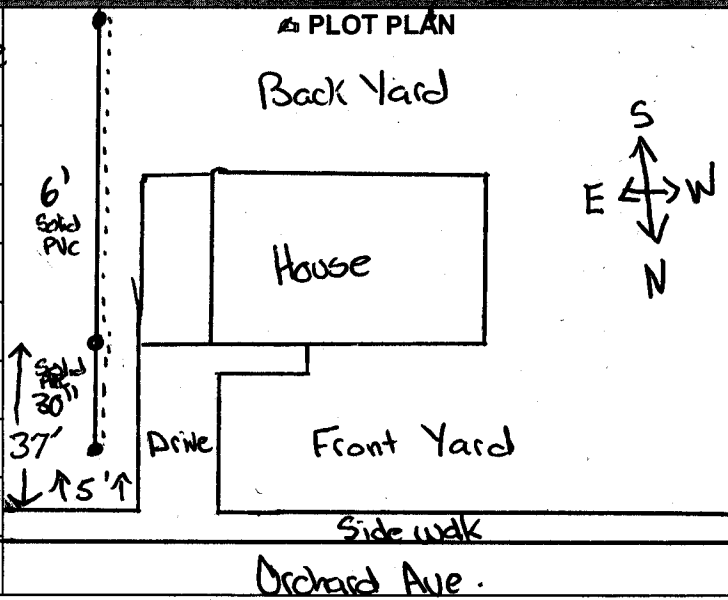 PLOT PLAN
Back Yard
S
E
W
N
6'
Solid
PVC
House
Solid
30"
37'
Drive
Front Yard
5'
Side walk
Orchard Ave.